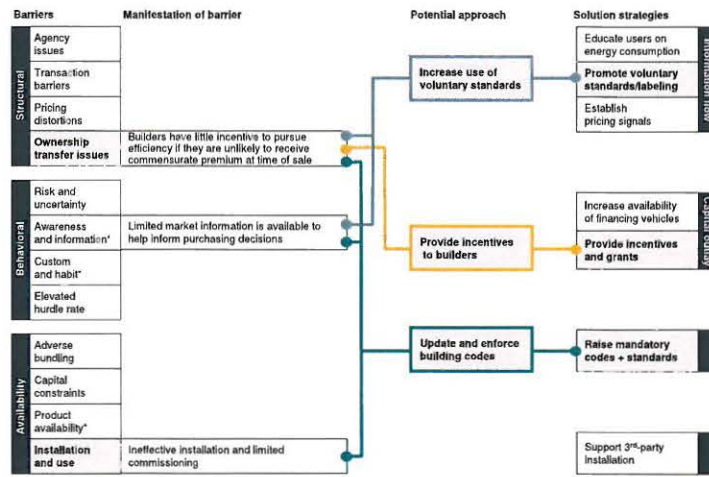 Barriers
Manifestation of barrier
Potential approach
Solution strategies
Structural
Agency
issues
Transaction
barriers
Pricing
distortions
Ownership
transfer issues
Builders have little incentive to pursue
efficiency if they are unlikely to receive
commensurate premium at time of sale
Behavioral
Risk and
uncertainty
Awareness
and information*
Limited market information is available to
help inform purchasing decisions
Custom
and habit*
Elevated
hurdle rate
Availability
Adverse
bundling
Capital
constraints
Product
availability*
Installation
and use
Ineffective installation and limited
commissioning
Increase use of
voluntary standards
Provide incentives
to builders
Update and enforce
building codes
Educate users on
energy consumption
Promote voluntary
standards/labeling
Establish
pricing signals
Information flow
Increase availability
of financing vehicles
Provide incentives
and grants
Capital outlay
Raise mandatory
codes + standards
Support 3rd-party
installation